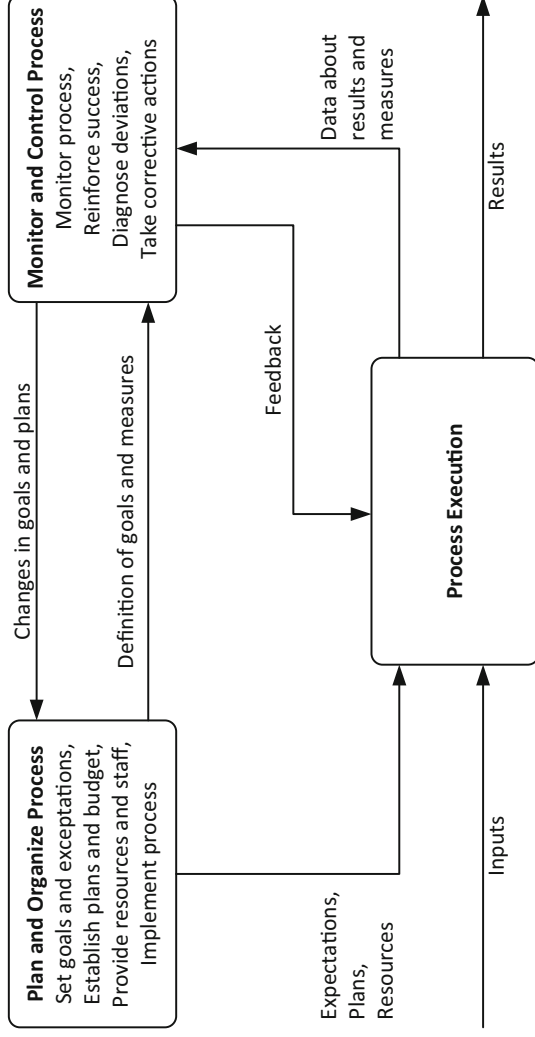 Plan and Organize Process
Set goals and exceptations,
Establish plans and budget,
Provide resources and staff,
Implement process
Changes in goals and plans
Definition of goals and measures
Monitor and Control Process
Monitor process,
Reinforce success,
Diagnose deviations,
Take corrective actions
Expectations,
Plans,
Resources
Feedback
Data about
results and
measures
Inputs
Process Execution
Results